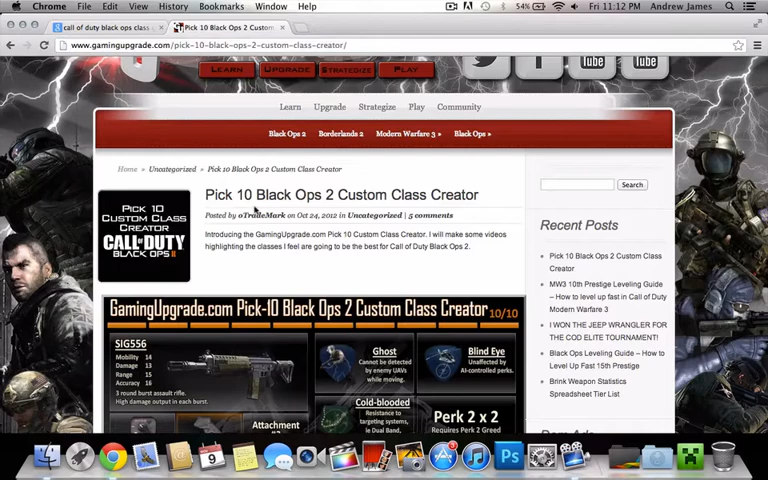 Chrome File Edit View History Bookmarks Window Help 54% Fri 11:12 PM Andrew James
call of duty black ops class Pick 10 Black Ops 2 Custom
www.gamingupgrade.com/pick-10-black-ops-2-custom-class-creator/
LEARN UPGRADE STRATEGIZE PLAY
You Tube You Tube
Learn Upgrade Strategize Play Community
Black Ops 2 Borderlands 2 Modern Warfare 3 » Black Ops »
Home » Uncategorized » Pick 10 Black Ops 2 Custom Class Creator
Search
PICK 10
CUSTOM CLASS
CREATOR
CALL OF DUTY
BLACK OPS II
Pick 10 Black Ops 2 Custom Class Creator
Posted by oTradeMark on Oct 24, 2012 in Uncategorized | 5 comments
Introducing the GamingUpgrade.com Pick 10 Custom Class Creator. I will make some videos
highlighting the classes I feel are going to be the best for Call of Duty Black Ops 2.
Recent Posts
Pick 10 Black Ops 2 Custom Class
Creator
MW3 10th Prestige Leveling Guide
– How to level up fast in Call of Duty
Modern Warfare 3
I WON THE JEEP WRANGLER FOR
THE COD ELITE TOURNAMENT!
Black Ops Leveling Guide – How to
Level Up Fast 15th Prestige
Brink Weapon Statistics
Spreadsheet Tier List
GamingUpgrade.com Pick-10 Black Ops 2 Custom Class Creator 10/10
SIG556
Mobility 14
Damage 13
Range 15
Accuracy 16
3 round burst assault rifle.
High damage output in each burst.
Attachment
Ghost
Cannot be detected
by enemy UAVs
while moving.
Blind Eye
Unaffected by
AI-controlled perks.
Cold-blooded
Resistance
to targeting
systems, ie
ie Dual Band,
Perk 2 x 2
Requires Perk 2 Greed
9